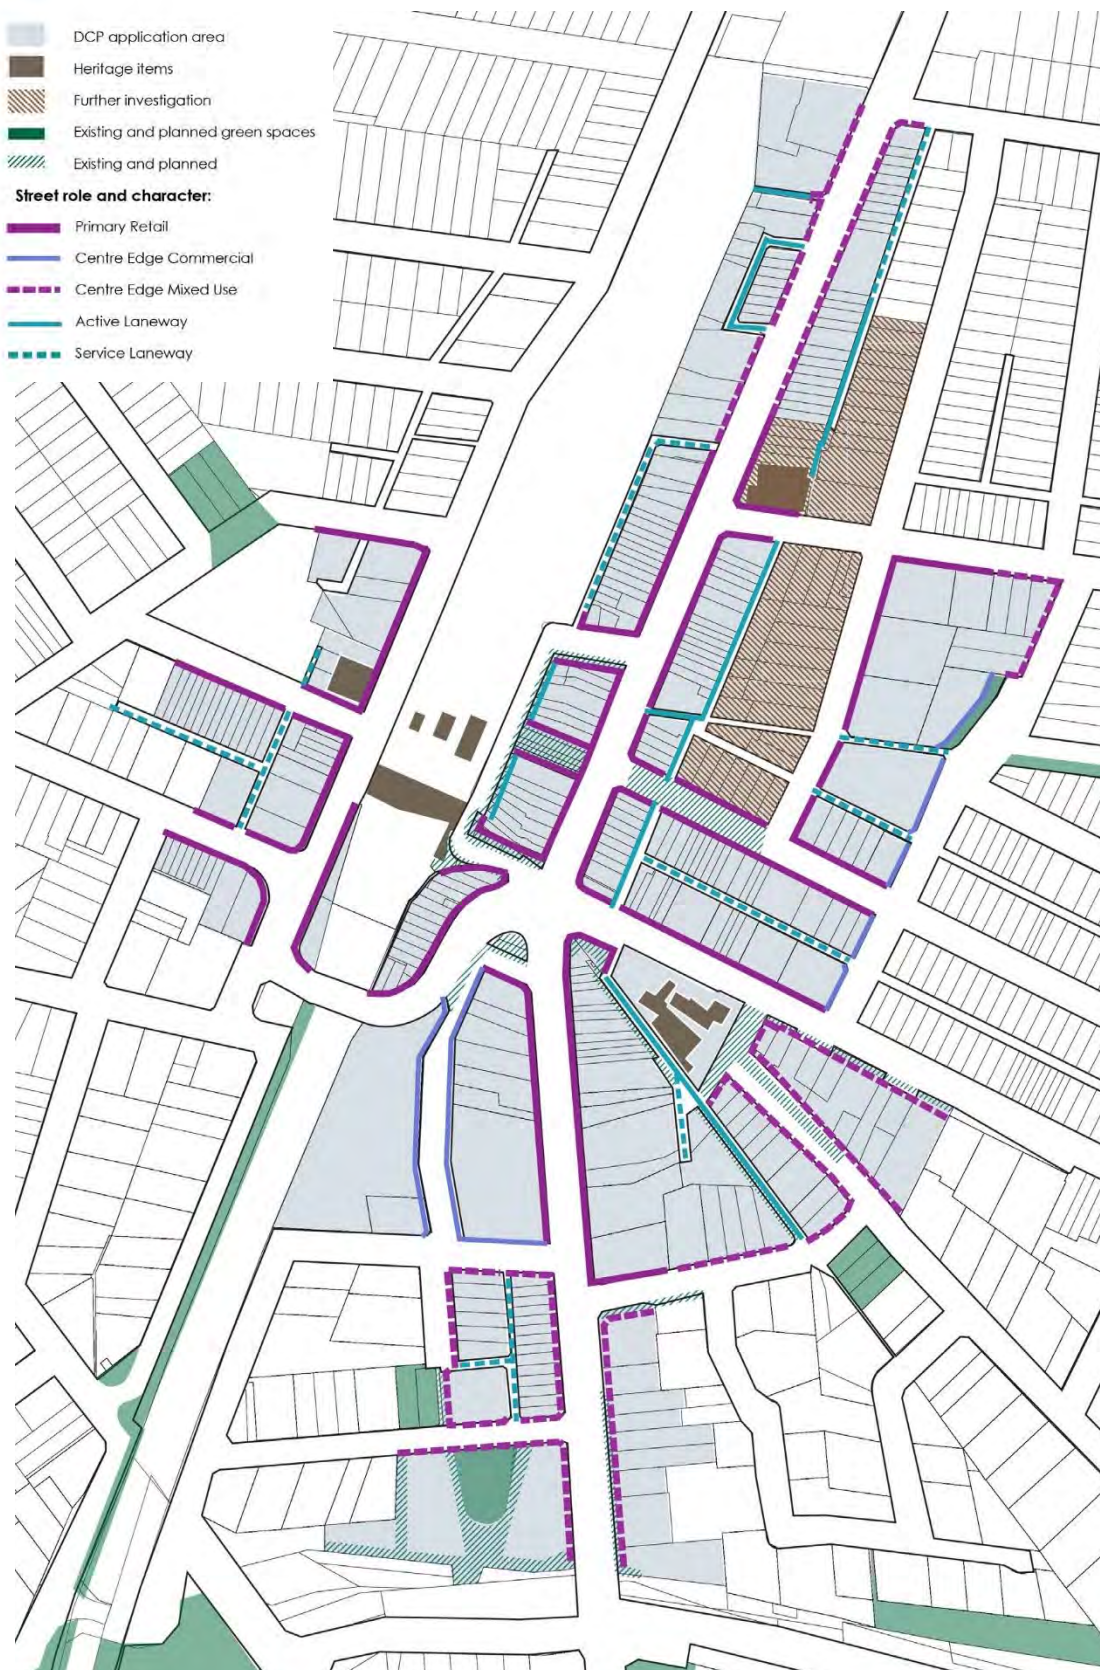 DCP application area
Heritage items
Further investigation
Existing and planned green spaces
Existing and planned
Street role and character:
Primary Retail
Centre Edge Commercial
Centre Edge Mixed Use
Active Laneway
Service Laneway